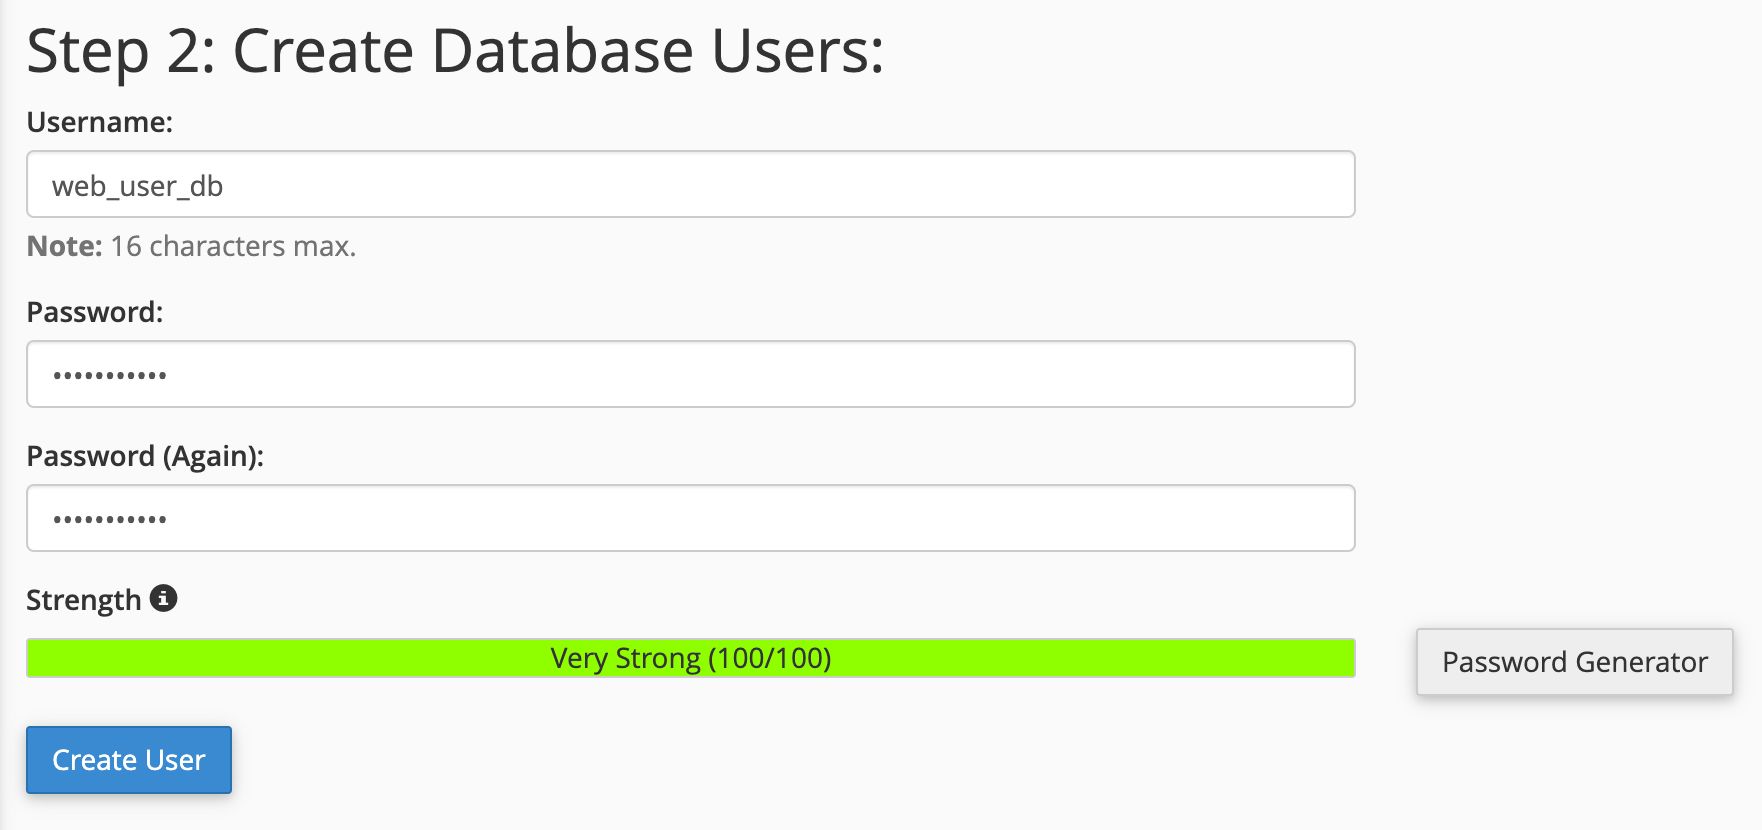 Step 2: Create Database Users:
Username:
web_user_db
Note: 16 characters max.
Password:
•••••••••••
Password (Again):
•••••••••••
Strength
Very Strong (100/100)
Password Generator
Create User